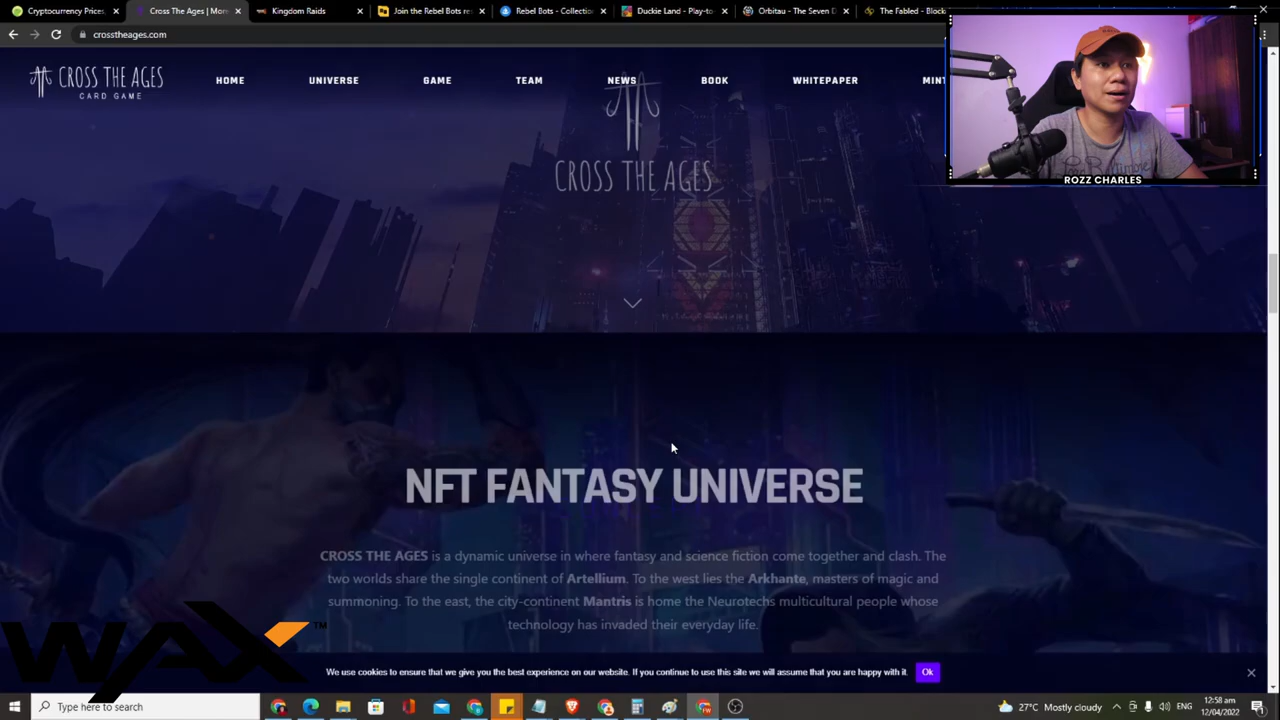 Cryptocurrency Prices,
Cross The Ages | Mon
Kingdom Raids
Join the Rebel Bots re
Rebel Bots - Collectio
Duckie Land - Play-to
Orbitau - The Seven D
The Fabled - Block
crosstheages.com
CROSS THE AGES
CARD GAME
HOME
UNIVERSE
GAME
TEAM
NEWS
BOOK
WHITEPAPER
MINT
ROZZ CHARLES
CROSS THE AGES
NFT FANTASY UNIVERSE
CROSS THE AGES is a dynamic universe in where fantasy and science fiction come together and clash. The
two worlds share the single continent of Artellium. To the west lies the Arkhante, masters of magic and
summoning. To the east, the city-continent Mantris is home the Neurotechs multicultural people whose
technology has invaded their everyday life.
WAX™
We use cookies to ensure that we give you the best experience on our website. If you continue to use this site we will assume that you are happy with it.
Ok
Type here to search
27°C Mostly cloudy
ENG
12:58 am
12/04/2022